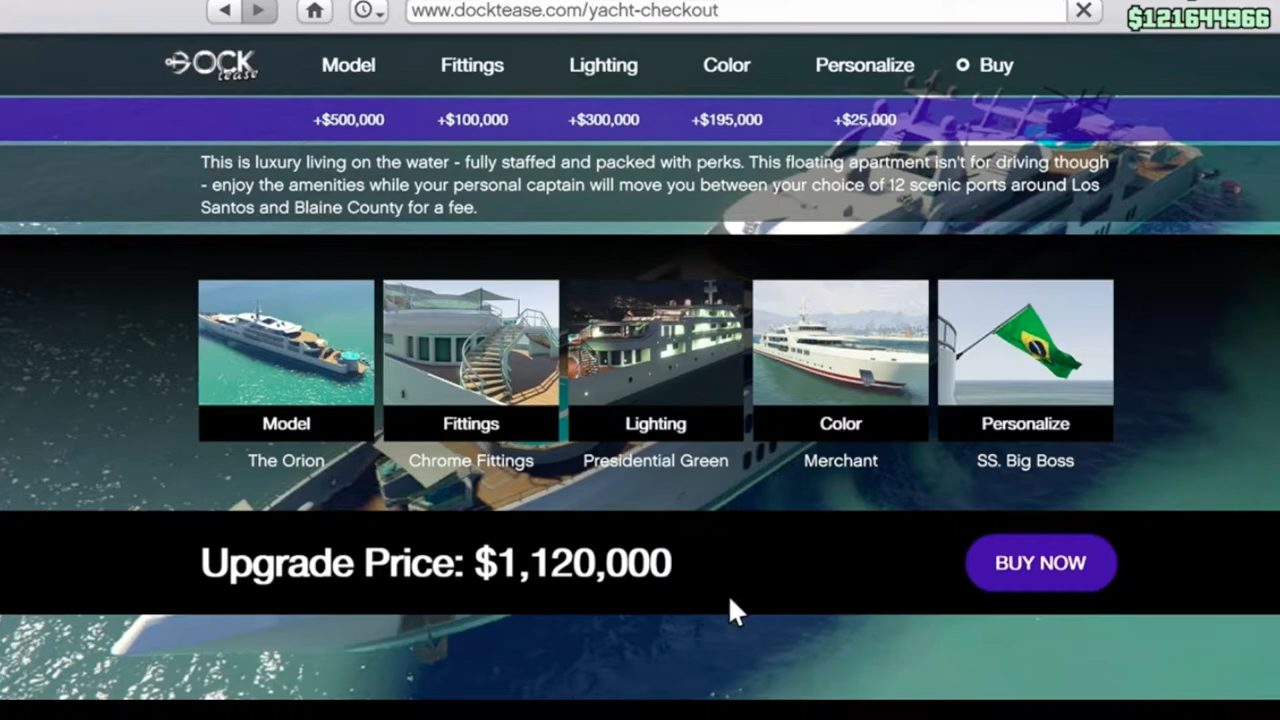 www.docktease.com/yacht-checkout
$121644966
DOCK
tease
Model Fittings Lighting Color Personalize Buy
+$500,000 +$100,000 +$300,000 +$195,000 +$25,000
This is luxury living on the water - fully staffed and packed with perks. This floating apartment isn't for driving though
- enjoy the amenities while your personal captain will move you between your choice of 12 scenic ports around Los
Santos and Blaine County for a fee.
Model Fittings Lighting Color Personalize
The Orion Chrome Fittings Presidential Green Merchant SS. Big Boss
Upgrade Price: $1,120,000
BUY NOW